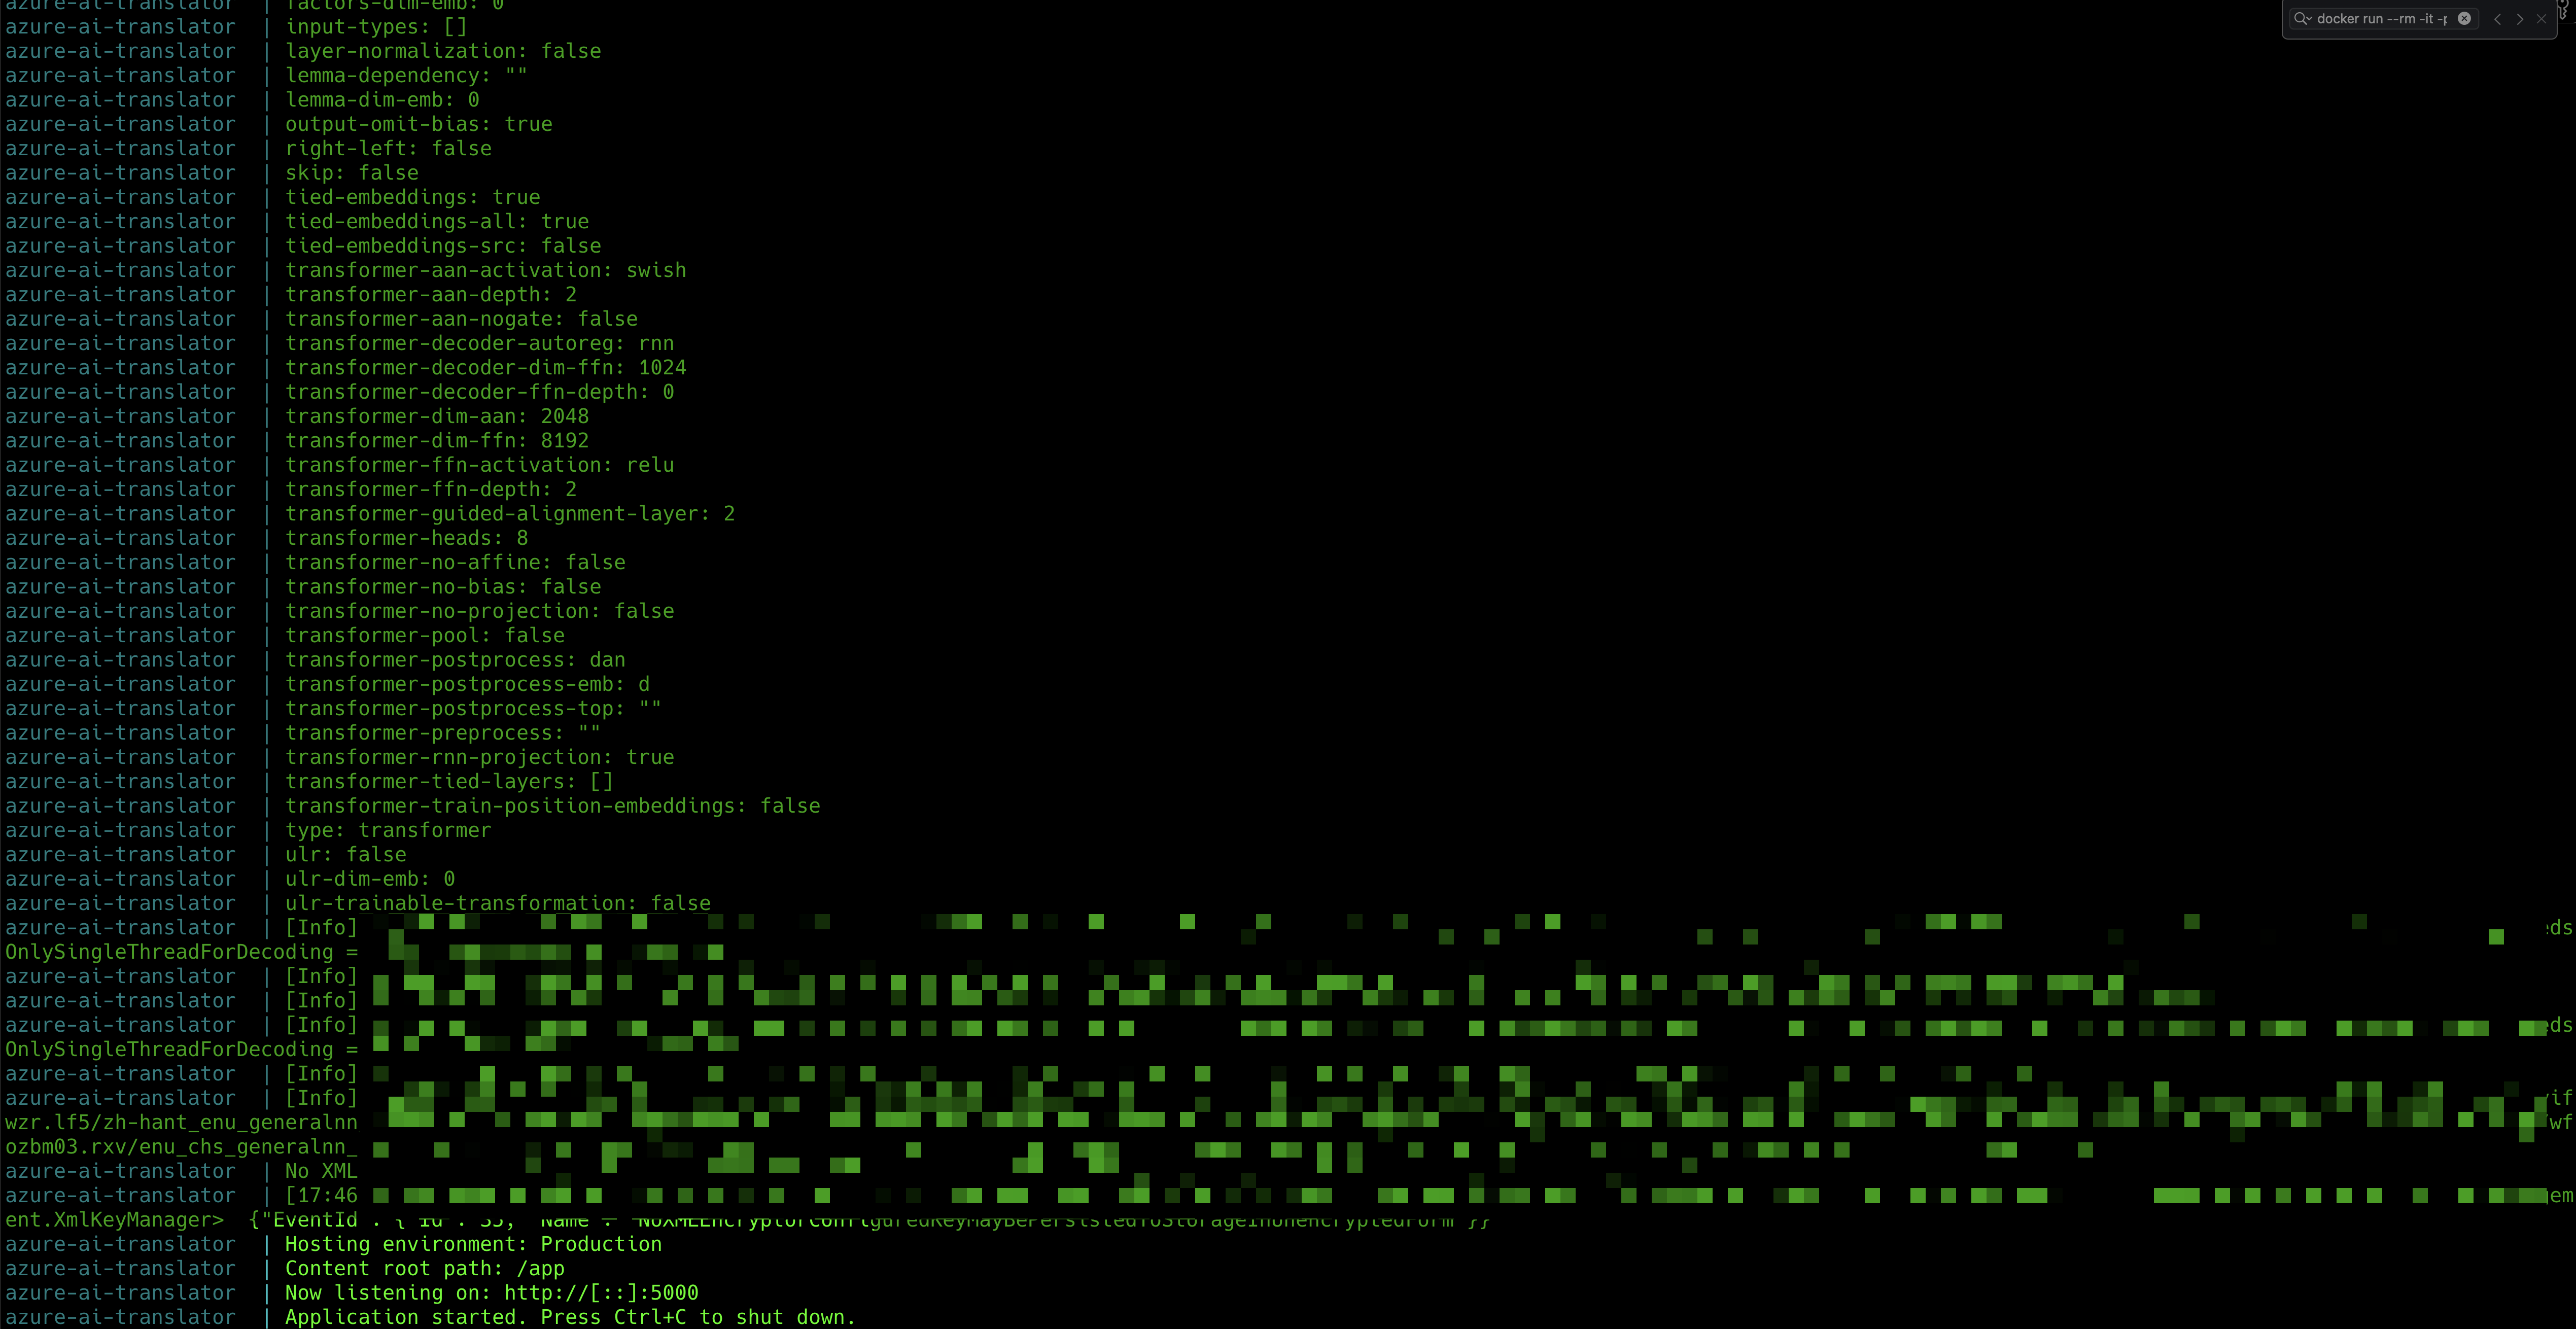 docker run --rm -it -p
azure-ai-translator | factors-dim-emb: 0
azure-ai-translator | input-types: []
azure-ai-translator | layer-normalization: false
azure-ai-translator | lemma-dependency: ""
azure-ai-translator | lemma-dim-emb: 0
azure-ai-translator | output-omit-bias: true
azure-ai-translator | right-left: false
azure-ai-translator | skip: false
azure-ai-translator | tied-embeddings: true
azure-ai-translator | tied-embeddings-all: true
azure-ai-translator | tied-embeddings-src: false
azure-ai-translator | transformer-aan-activation: swish
azure-ai-translator | transformer-aan-depth: 2
azure-ai-translator | transformer-aan-nogate: false
azure-ai-translator | transformer-decoder-autoreg: rnn
azure-ai-translator | transformer-decoder-dim-ffn: 1024
azure-ai-translator | transformer-decoder-ffn-depth: 0
azure-ai-translator | transformer-dim-aan: 2048
azure-ai-translator | transformer-dim-ffn: 8192
azure-ai-translator | transformer-ffn-activation: relu
azure-ai-translator | transformer-ffn-depth: 2
azure-ai-translator | transformer-guided-alignment-layer: 2
azure-ai-translator | transformer-heads: 8
azure-ai-translator | transformer-no-affine: false
azure-ai-translator | transformer-no-bias: false
azure-ai-translator | transformer-no-projection: false
azure-ai-translator | transformer-pool: false
azure-ai-translator | transformer-postprocess: dan
azure-ai-translator | transformer-postprocess-emb: d
azure-ai-translator | transformer-postprocess-top: ""
azure-ai-translator | transformer-preprocess: ""
azure-ai-translator | transformer-rnn-projection: true
azure-ai-translator | transformer-tied-layers: []
azure-ai-translator | transformer-train-position-embeddings: false
azure-ai-translator | type: transformer
azure-ai-translator | ulr: false
azure-ai-translator | ulr-dim-emb: 0
azure-ai-translator | ulr-trainable-transformation: false
azure-ai-translator | [Info] eds
OnlySingleThreadForDecoding =
azure-ai-translator | [Info]
azure-ai-translator | [Info]
azure-ai-translator | [Info] eds
OnlySingleThreadForDecoding =
azure-ai-translator | [Info]
azure-ai-translator | [Info] /if
wzr.lf5/zh-hant_enu_generalnn wf
ozbm03.rxv/enu_chs_generalnn_
azure-ai-translator | No XML
azure-ai-translator | [17:46 em
ent.XmlKeyManager> {"EventId": {"Id": 35, "Name": "NoXMLEncryptorConfiguredKeyMayBePersistedToStorageInUnencryptedForm"}}
azure-ai-translator | Hosting environment: Production
azure-ai-translator | Content root path: /app
azure-ai-translator | Now listening on: http://[::]:5000
azure-ai-translator | Application started. Press Ctrl+C to shut down.